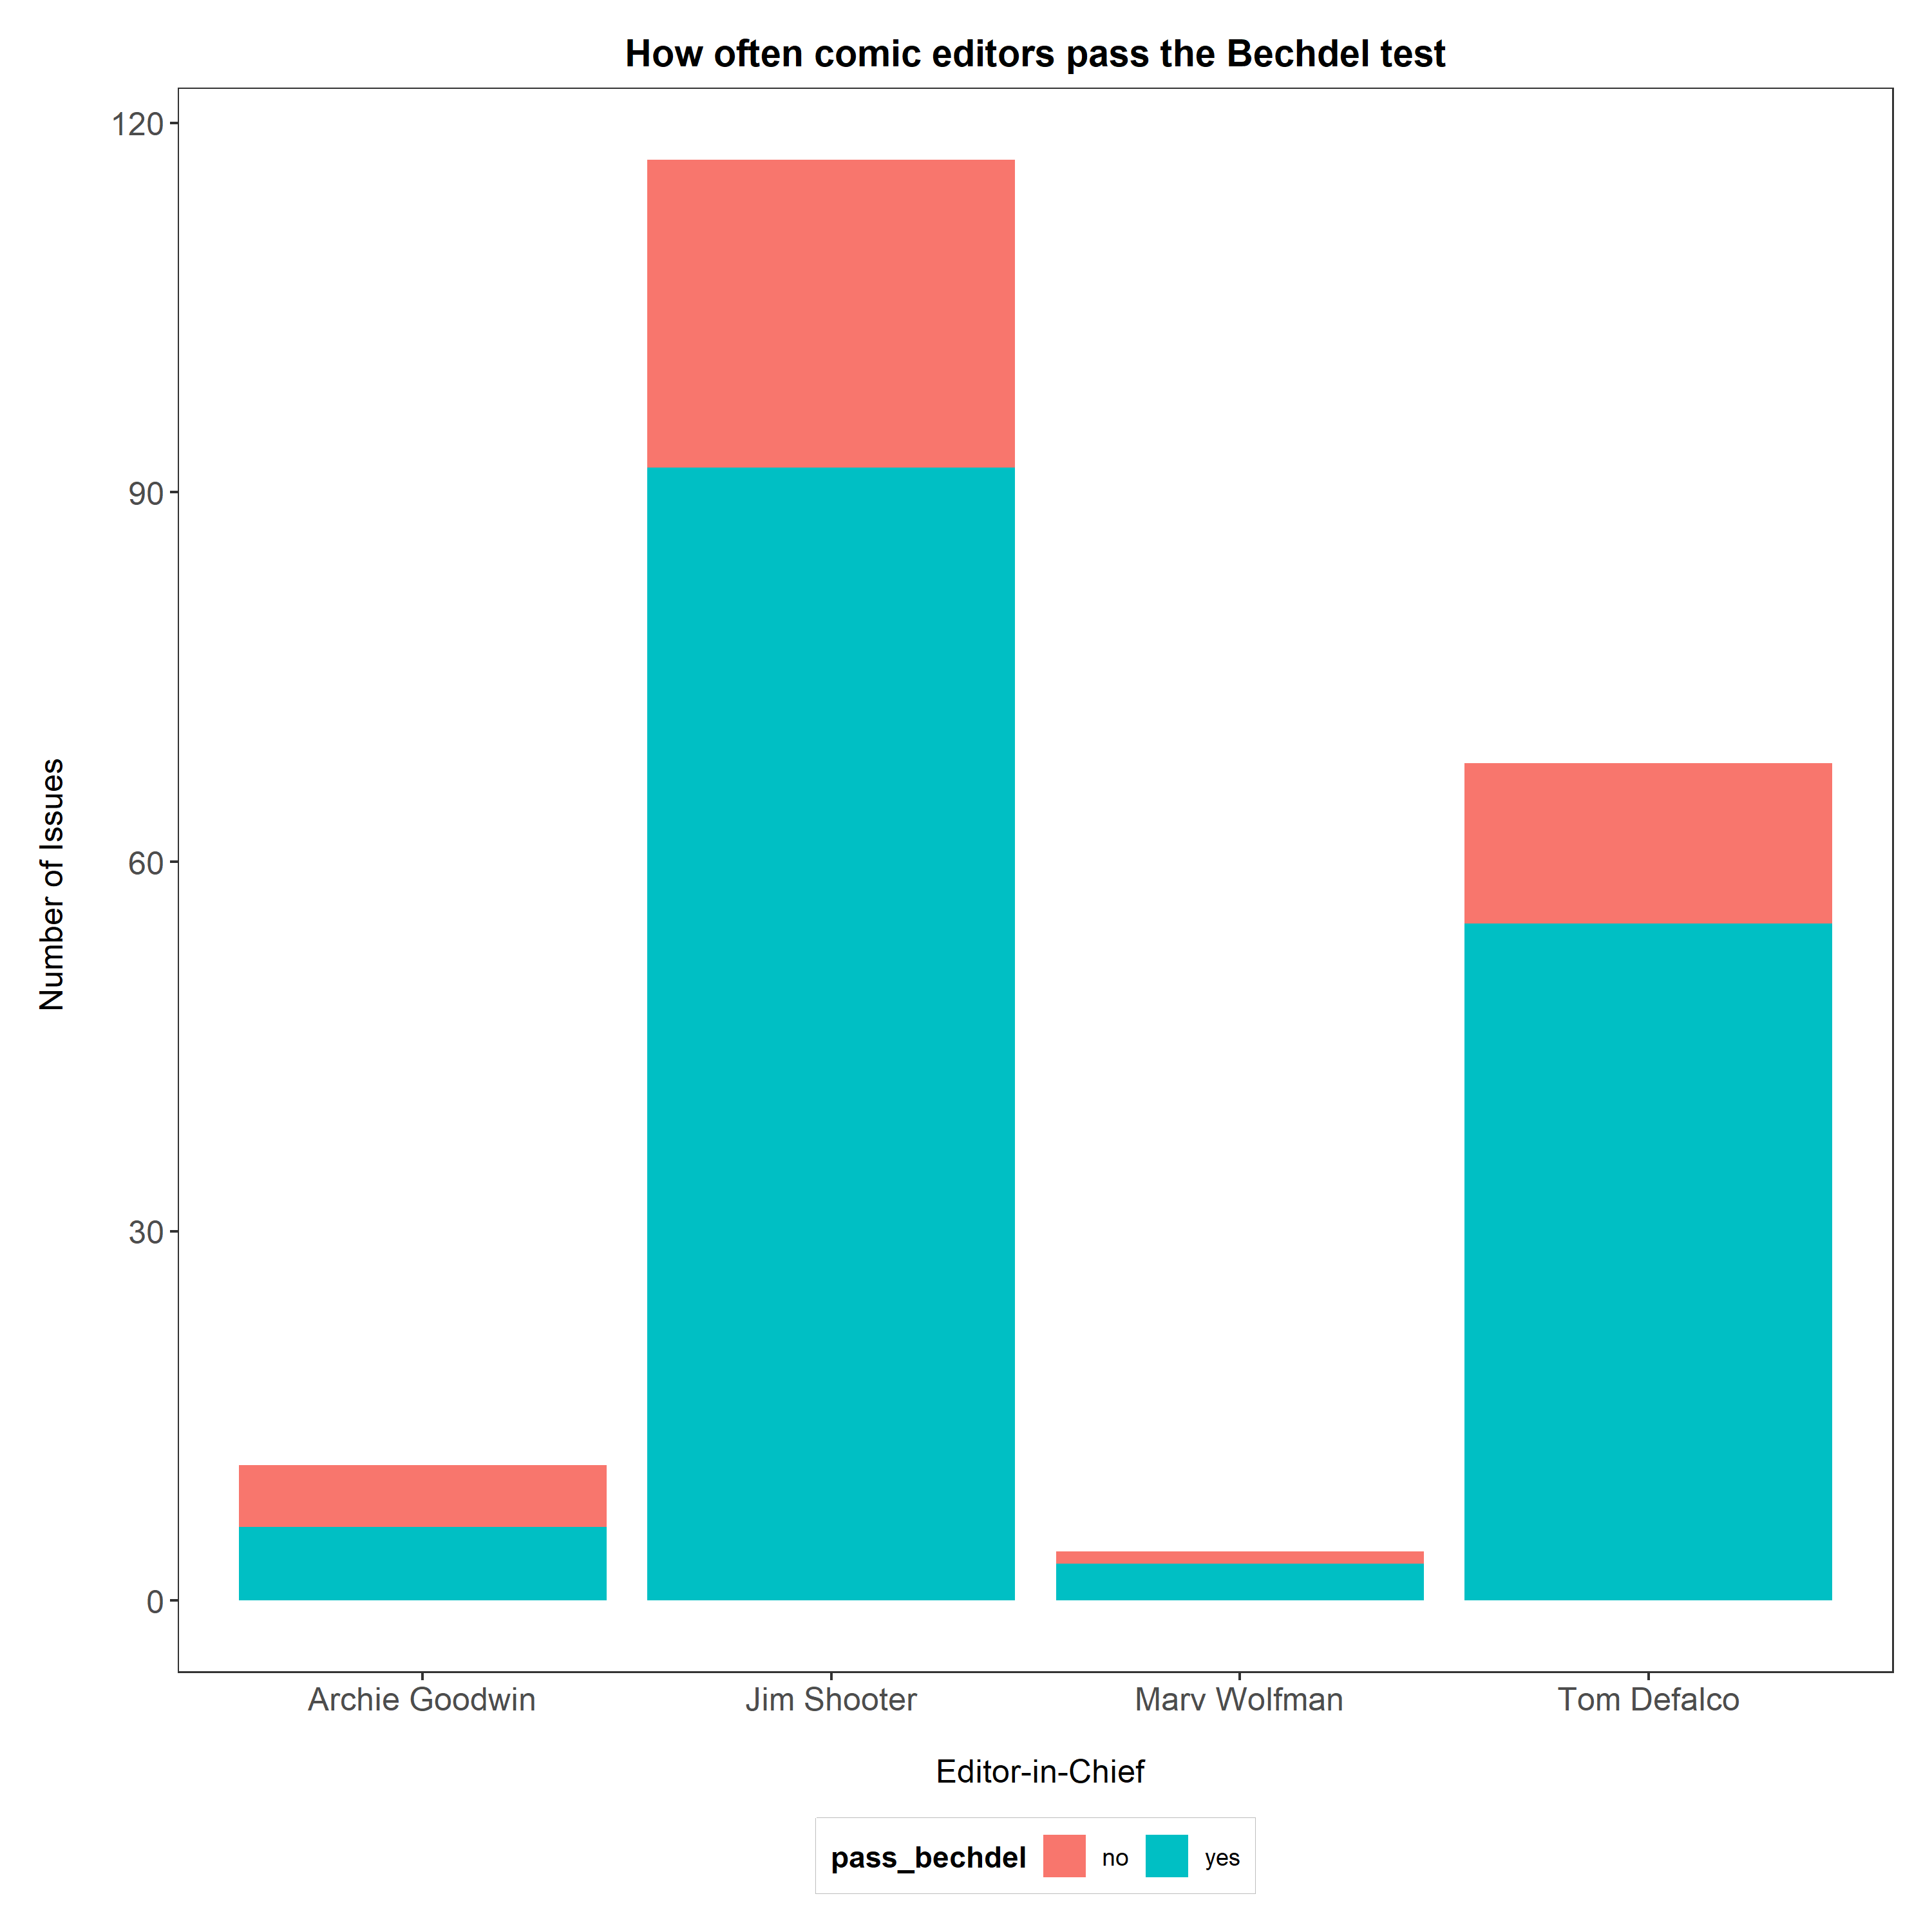 How often comic editors pass the Bechdel test
120
90
60
30
0
Number of Issues
Archie Goodwin Jim Shooter Marv Wolfman Tom Defalco
Editor-in-Chief
pass_bechdel no yes